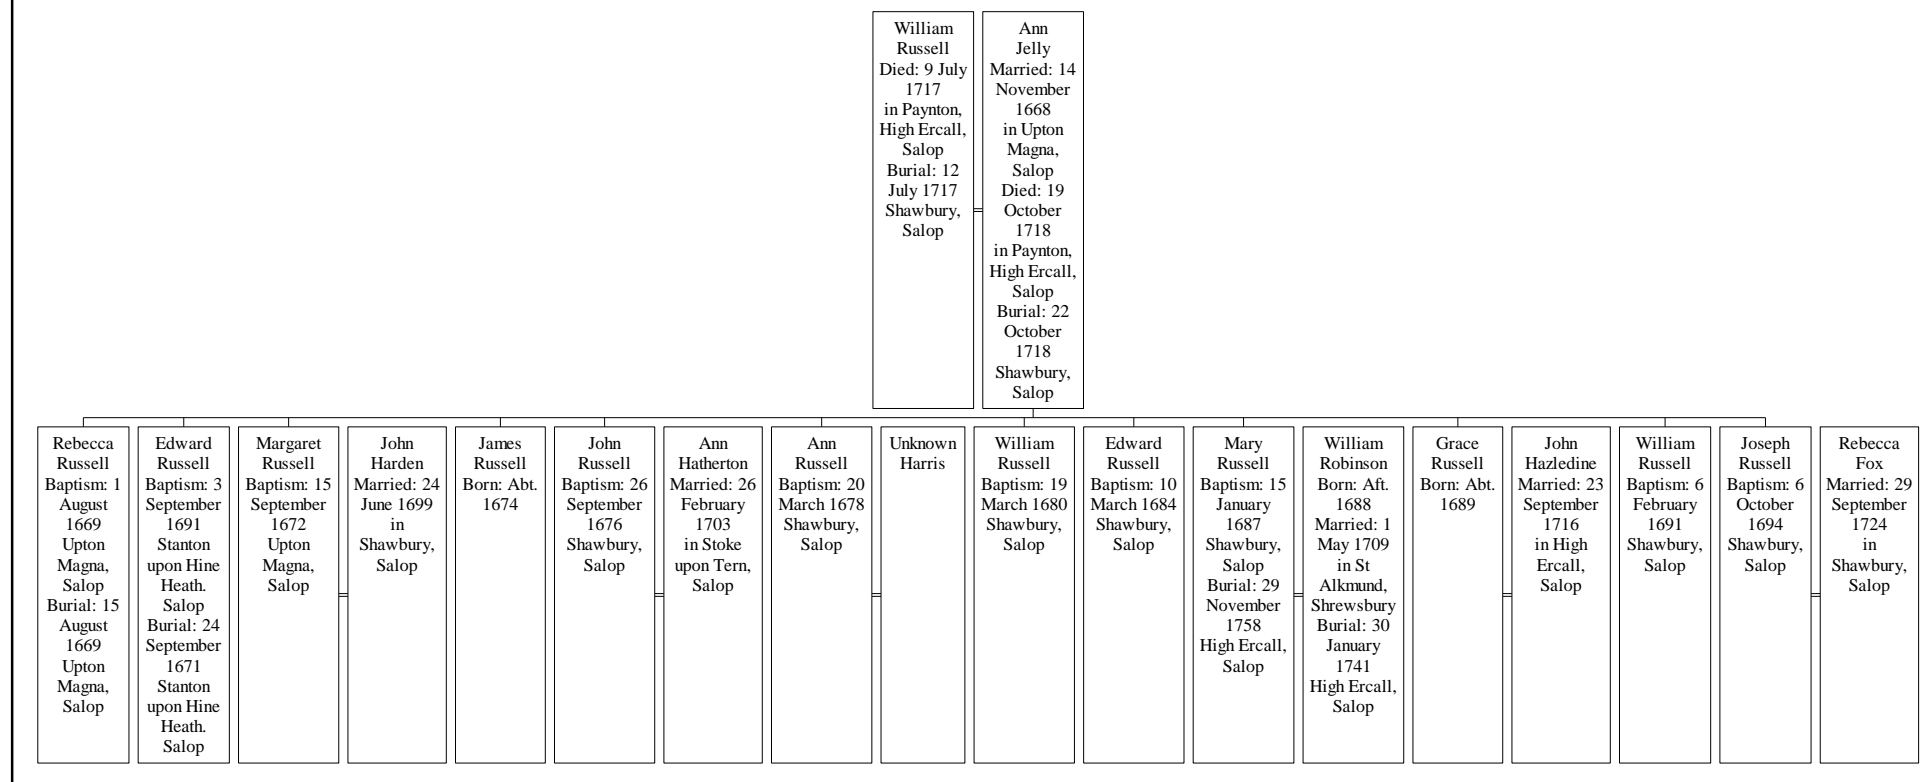 William
Russell
Died: 9 July
1717
in Paynton,
High Ercall,
Salop
Burial: 12
July 1717
Shawbury,
Salop
Ann
Jelly
Married: 14
November
1668
in Upton
Magna,
Salop
Died: 19
October
1718
in Paynton,
High Ercall,
Salop
Burial: 22
October
1718
Shawbury,
Salop
Rebecca
Russell
Baptism: 1
August
1669
Upton
Magna,
Salop
Burial: 15
August
1669
Upton
Magna,
Salop
Edward
Russell
Baptism: 3
September
1691
Stanton
upon Hine
Heath.
Salop
Burial: 24
September
1671
Stanton
upon Hine
Heath.
Salop
Margaret
Russell
Baptism: 15
September
1672
Upton
Magna,
Salop
John
Harden
Married: 24
June 1699
in
Shawbury,
Salop
James
Russell
Born: Abt.
1674
John
Russell
Baptism: 26
September
1676
Shawbury,
Salop
Ann
Hatherton
Married: 26
February
1703
in Stoke
upon Tern,
Salop
Ann
Russell
Baptism: 20
March 1678
Shawbury,
Salop
Unknown
Harris
William
Russell
Baptism: 19
March 1680
Shawbury,
Salop
Edward
Russell
Baptism: 10
March 1684
Shawbury,
Salop
Mary
Russell
Baptism: 15
January
1687
Shawbury,
Salop
Burial: 29
November
1758
High Ercall,
Salop
William
Robinson
Born: Aft.
1688
Married: 1
May 1709
in St
Alkmund,
Shrewsbury
Burial: 30
January
1741
High Ercall,
Salop
Grace
Russell
Born: Abt.
1689
John
Hazledine
Married: 23
September
1716
in High
Ercall,
Salop
William
Russell
Baptism: 6
February
1691
Shawbury,
Salop
Joseph
Russell
Baptism: 6
October
1694
Shawbury,
Salop
Rebecca
Fox
Married: 29
September
1724
in
Shawbury,
Salop